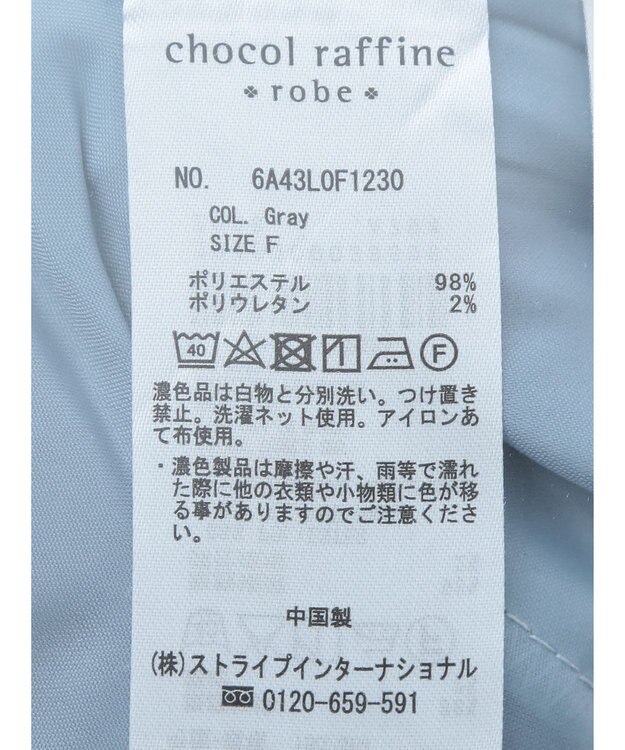 chocol raffine
robe
NO. 6A43L0F1230
COL. Gray
SIZE F
ポリエステル 98%
ポリウレタン 2%
40 F
濃色品は白物と分別洗い。つけ置き
禁止。洗濯ネット使用。アイロンあ
て布使用。
・濃色製品は摩擦や汗、雨等で濡れ
た際に他の衣類や小物類に色が移
る事がありますのでご注意くださ
い。
中国製
(株)ストライプインターナショナル
0120-659-591